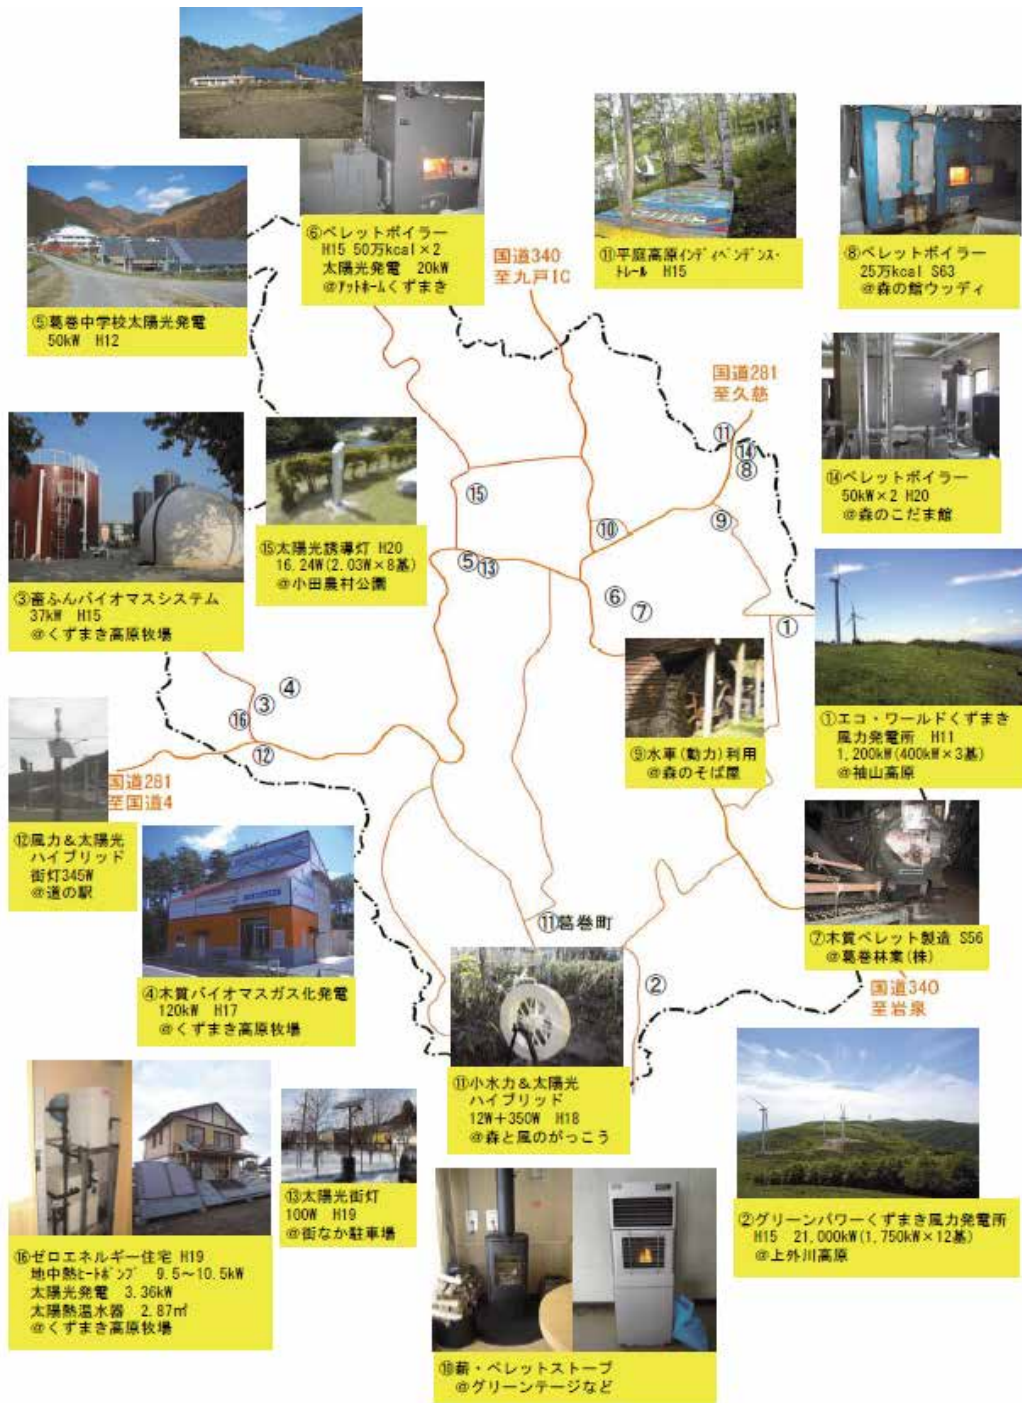 ⑥ペレットボイラー
H15 50万kcal×2
太陽光発電 20kW
@アットホームくずまき
⑤葛巻中学校太陽光発電
50kW H12
国道340
至九戸IC
⑪平庭高原インディペンデンス・
トレール H15
⑧ペレットボイラー
25万kcal S63
@森の館ウッディ
国道281
至久慈
⑪
⑭
⑧
⑭ペレットボイラー
50kW×2 H20
@森のこだま館
⑮
⑩
⑨
⑮太陽光誘導灯 H20
16.24W(2.03W×8基)
@小田農村公園
⑤
⑬
⑥
⑦
①
③畜ふんバイオマスシステム
37kW H15
@くずまき高原牧場
④
③
⑯
⑫
①エコ・ワールドくずまき
風力発電所 H11
1,200kW(400kW×3基)
@袖山高原
⑨水車(動力)利用
@森のそば屋
国道281
至国道4
⑫風力&太陽光
ハイブリッド
街灯345W
@道の駅
⑪葛巻町
⑦木質ペレット製造 S56
@葛巻林業(株)
②
国道340
至岩泉
④木質バイオマスガス化発電
120kW H17
@くずまき高原牧場
⑪小水力&太陽光
ハイブリッド
12W+350W H18
@森と風のがっこう
⑬太陽光街灯
100W H19
@街なか駐車場
②グリーンパワーくずまき風力発電所
H15 21,000kW(1,750kW×12基)
@上外川高原
⑯ゼロエネルギー住宅 H19
地中熱ヒートポンプ 9.5～10.5kW
太陽光発電 3.36kW
太陽熱温水器 2.87㎡
@くずまき高原牧場
⑩薪・ペレットストーブ
@グリーンテージなど